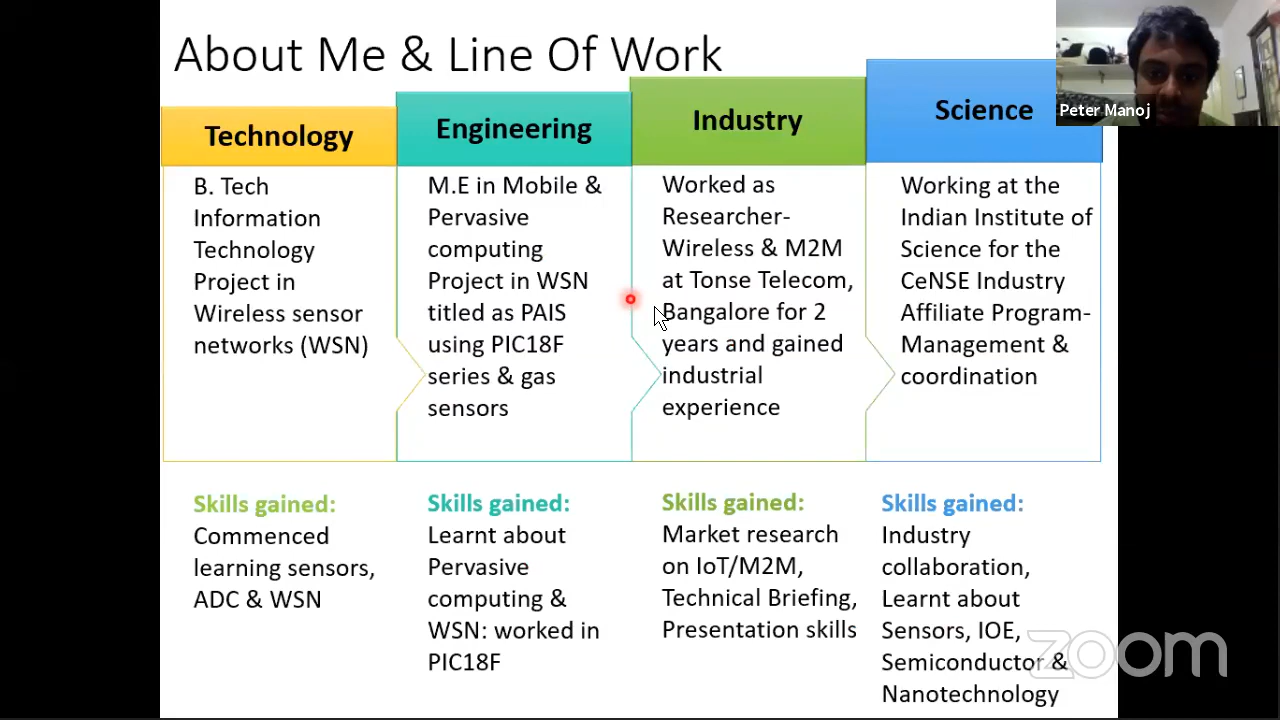 About Me & Line Of Work
Peter Manoj
Technology
B. Tech
Information
Technology
Project in
Wireless sensor
networks (WSN)
Skills gained:
Commenced
learning sensors,
ADC & WSN
Engineering
M.E in Mobile &
Pervasive
computing
Project in WSN
titled as PAIS
using PIC18F
series & gas
sensors
Skills gained:
Learnt about
Pervasive
computing &
WSN: worked in
PIC18F
Industry
Worked as
Researcher-
Wireless & M2M
at Tonse Telecom,
Bangalore for 2
years and gained
industrial
experience
Skills gained:
Market research
on IoT/M2M,
Technical Briefing,
Presentation skills
Science
Working at the
Indian Institute of
Science for the
CeNSE Industry
Affiliate Program-
Management &
coordination
Skills gained:
Industry
collaboration,
Learnt about
Sensors, IOE,
Semiconductor &
Nanotechnology
zoom